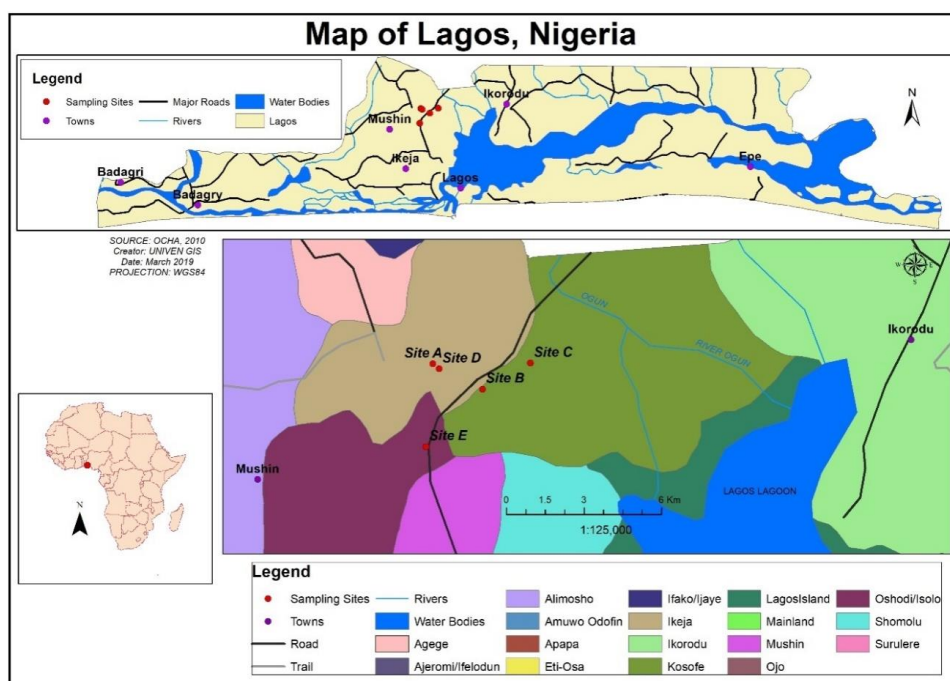 Map of Lagos, Nigeria
Legend
Sampling Sites
Major Roads
Water Bodies
Towns
Rivers
Lagos
N
Ikorodu
Mushin
Ikeja
Lagos
Epe
Badagri
Badagry
SOURCE: OCHA, 2010
Creator: UNIVEN GIS
Date: March 2019
PROJECTION: WGS84
N
W
E
S
OGUN
RIVER OGUN
Ikorodu
Site A
Site D
Site C
Site B
Site E
Mushin
LAGOS LAGOON
0 1.5 3 6 Km
1:125,000
N
Legend
Sampling Sites
Towns
Road
Trail
Rivers
Water Bodies
Agege
Ajeromi/Ifelodun
Alimosho
Amuwo Odofin
Apapa
Eti-Osa
Ifako/Ijaye
Ikeja
Ikorodu
Kosofe
LagosIsland
Mainland
Mushin
Ojo
Oshodi/Isolo
Shomolu
Surulere